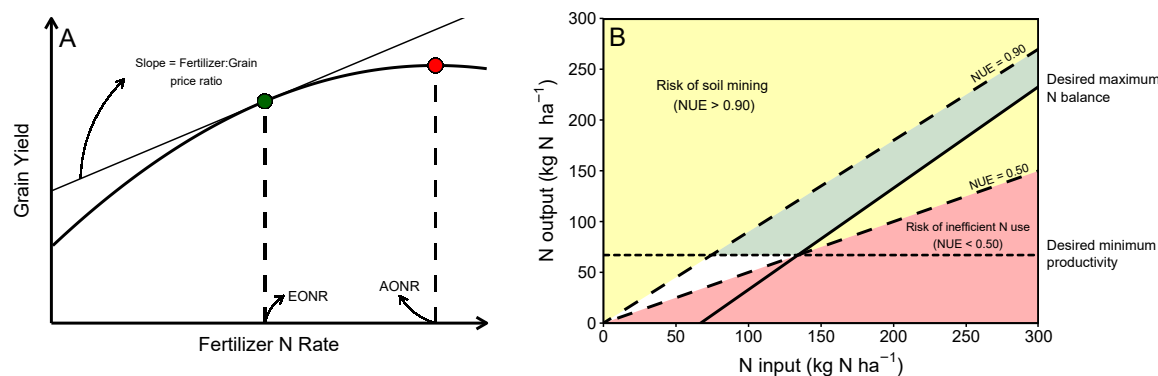 A
Slope = Fertilizer:Grain
price ratio
Grain Yield
EONR
AONR
Fertilizer N Rate
B
300
250
200
150
100
50
0
N output (kg N ha⁻¹)
Risk of soil mining
(NUE > 0.90)
NUE = 0.90
NUE = 0.50
Risk of inefficient N use
(NUE < 0.50)
Desired maximum
N balance
Desired minimum
productivity
0 50 100 150 200 250 300
N input (kg N ha⁻¹)